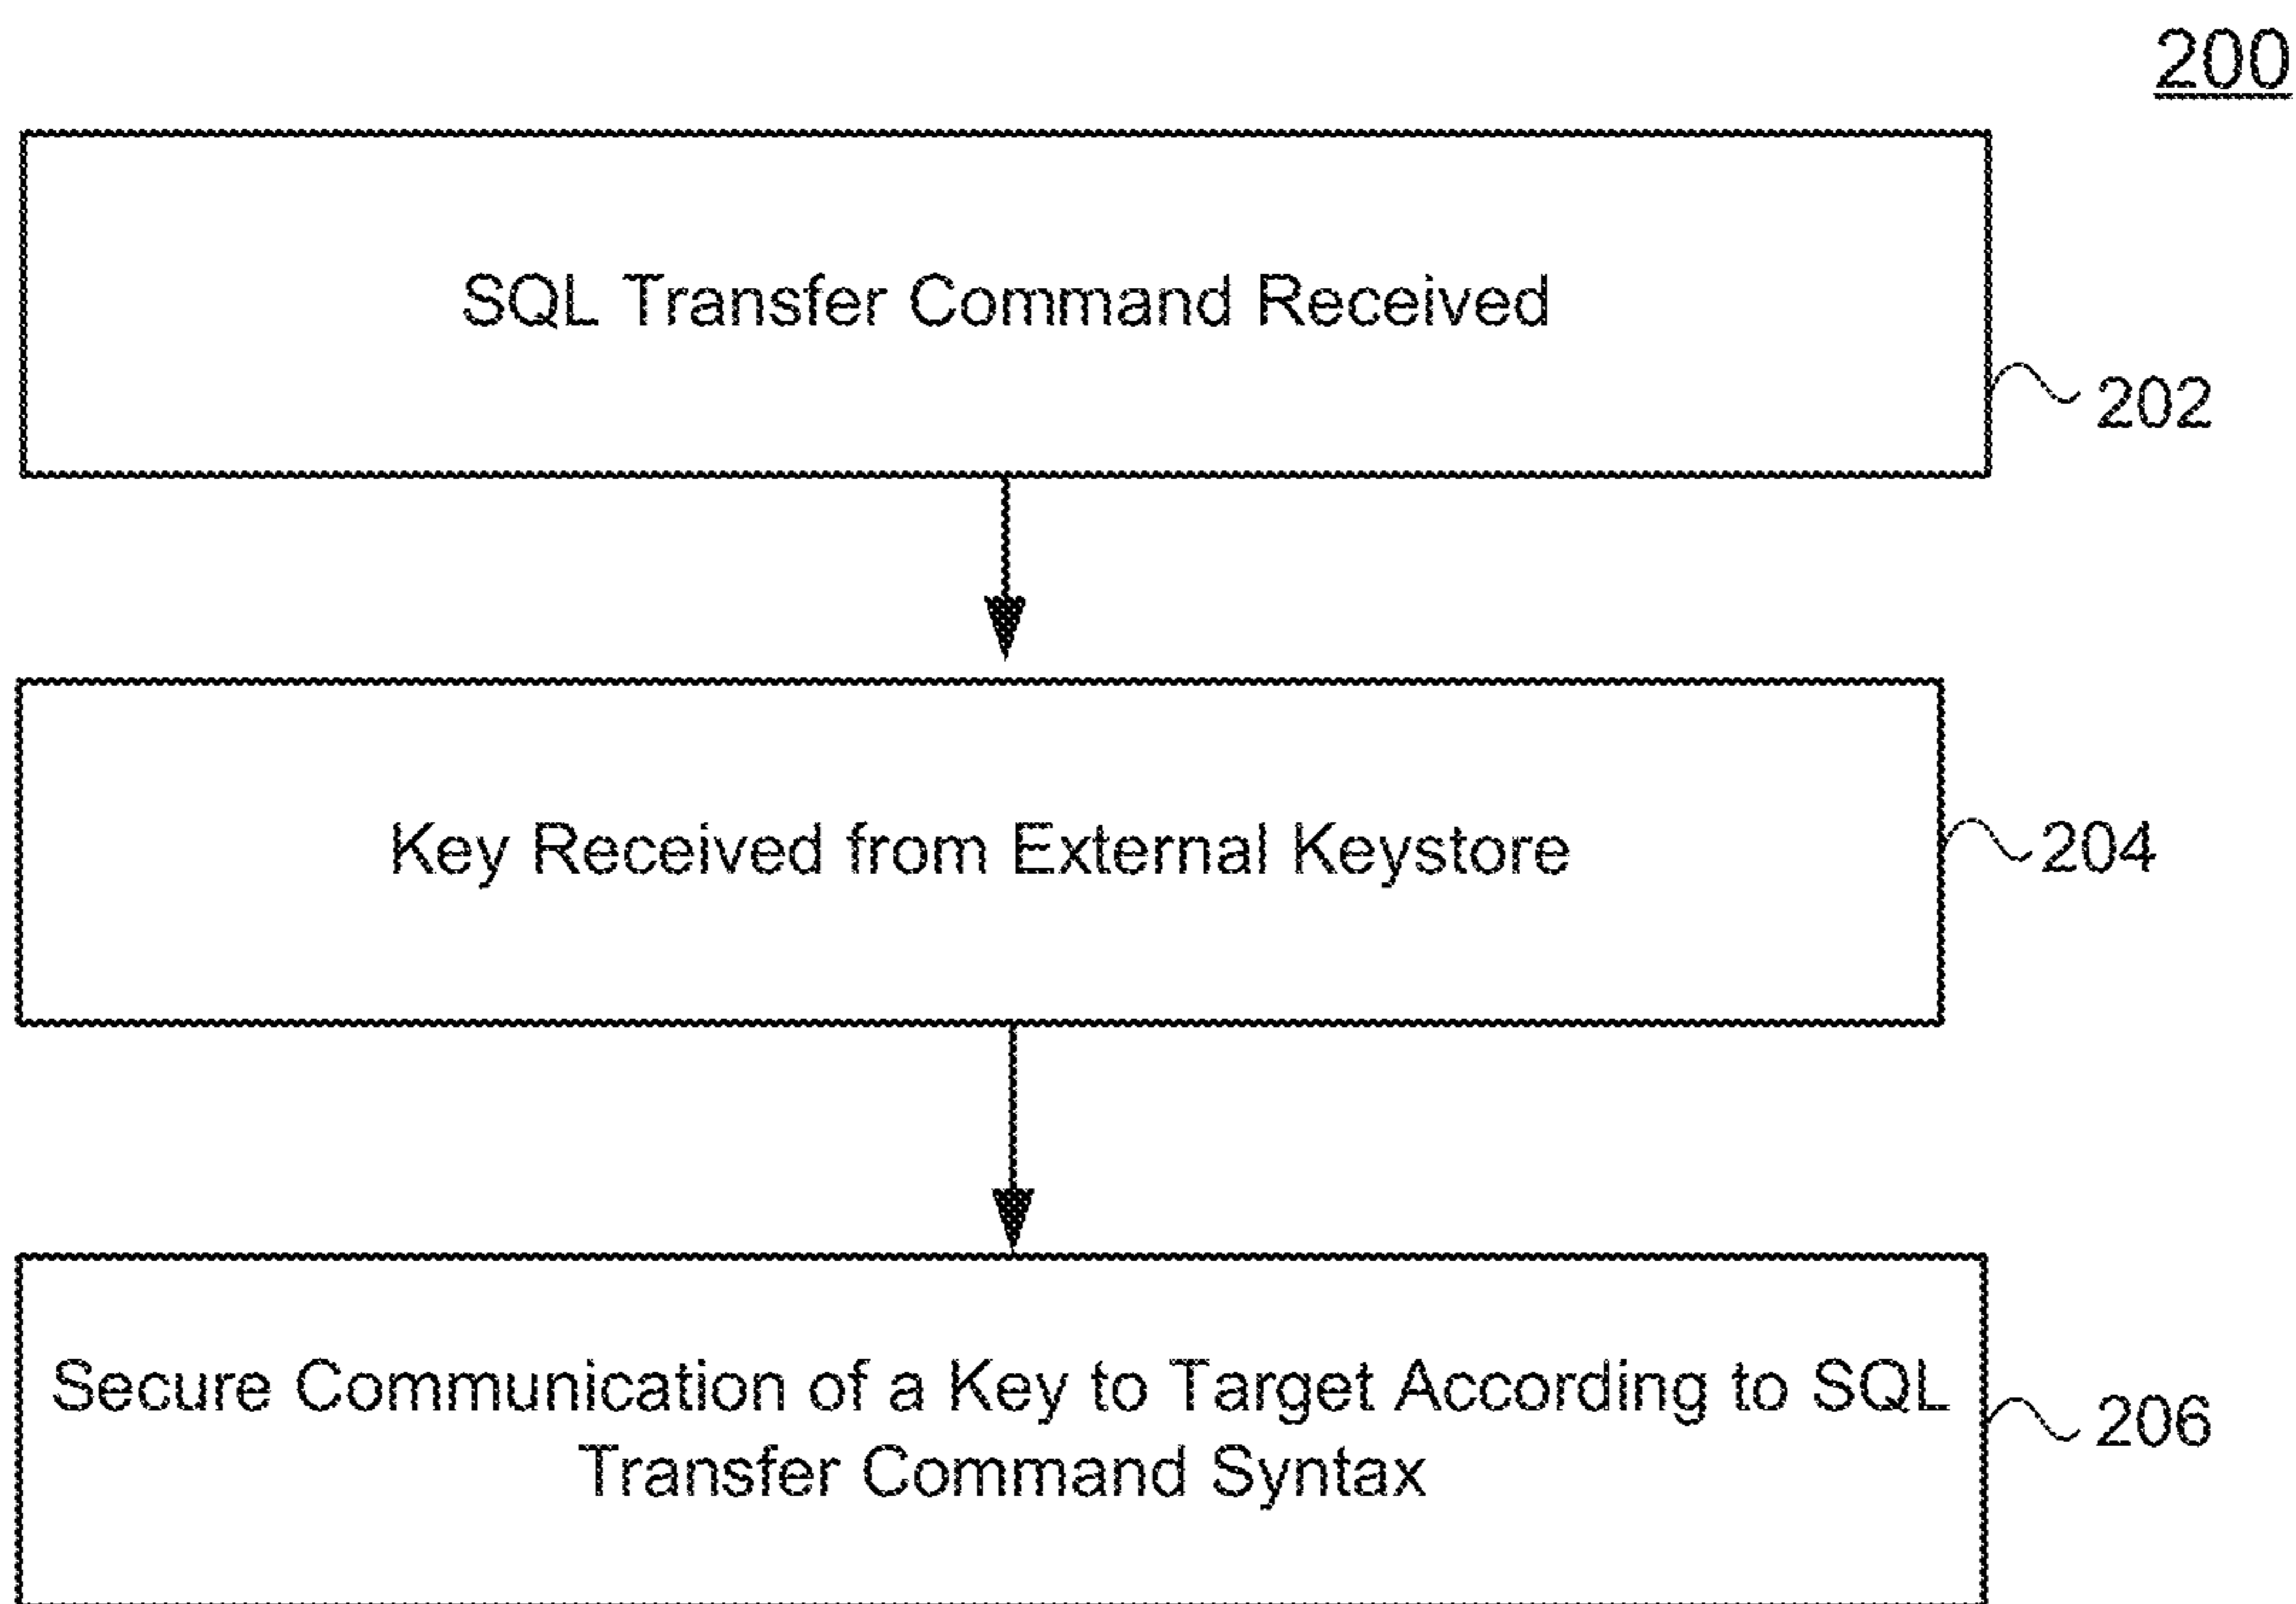 200
SQL Transfer Command Received
202
Key Received from External Keystore
204
Secure Communication of a Key to Target According to SQL
Transfer Command Syntax
206